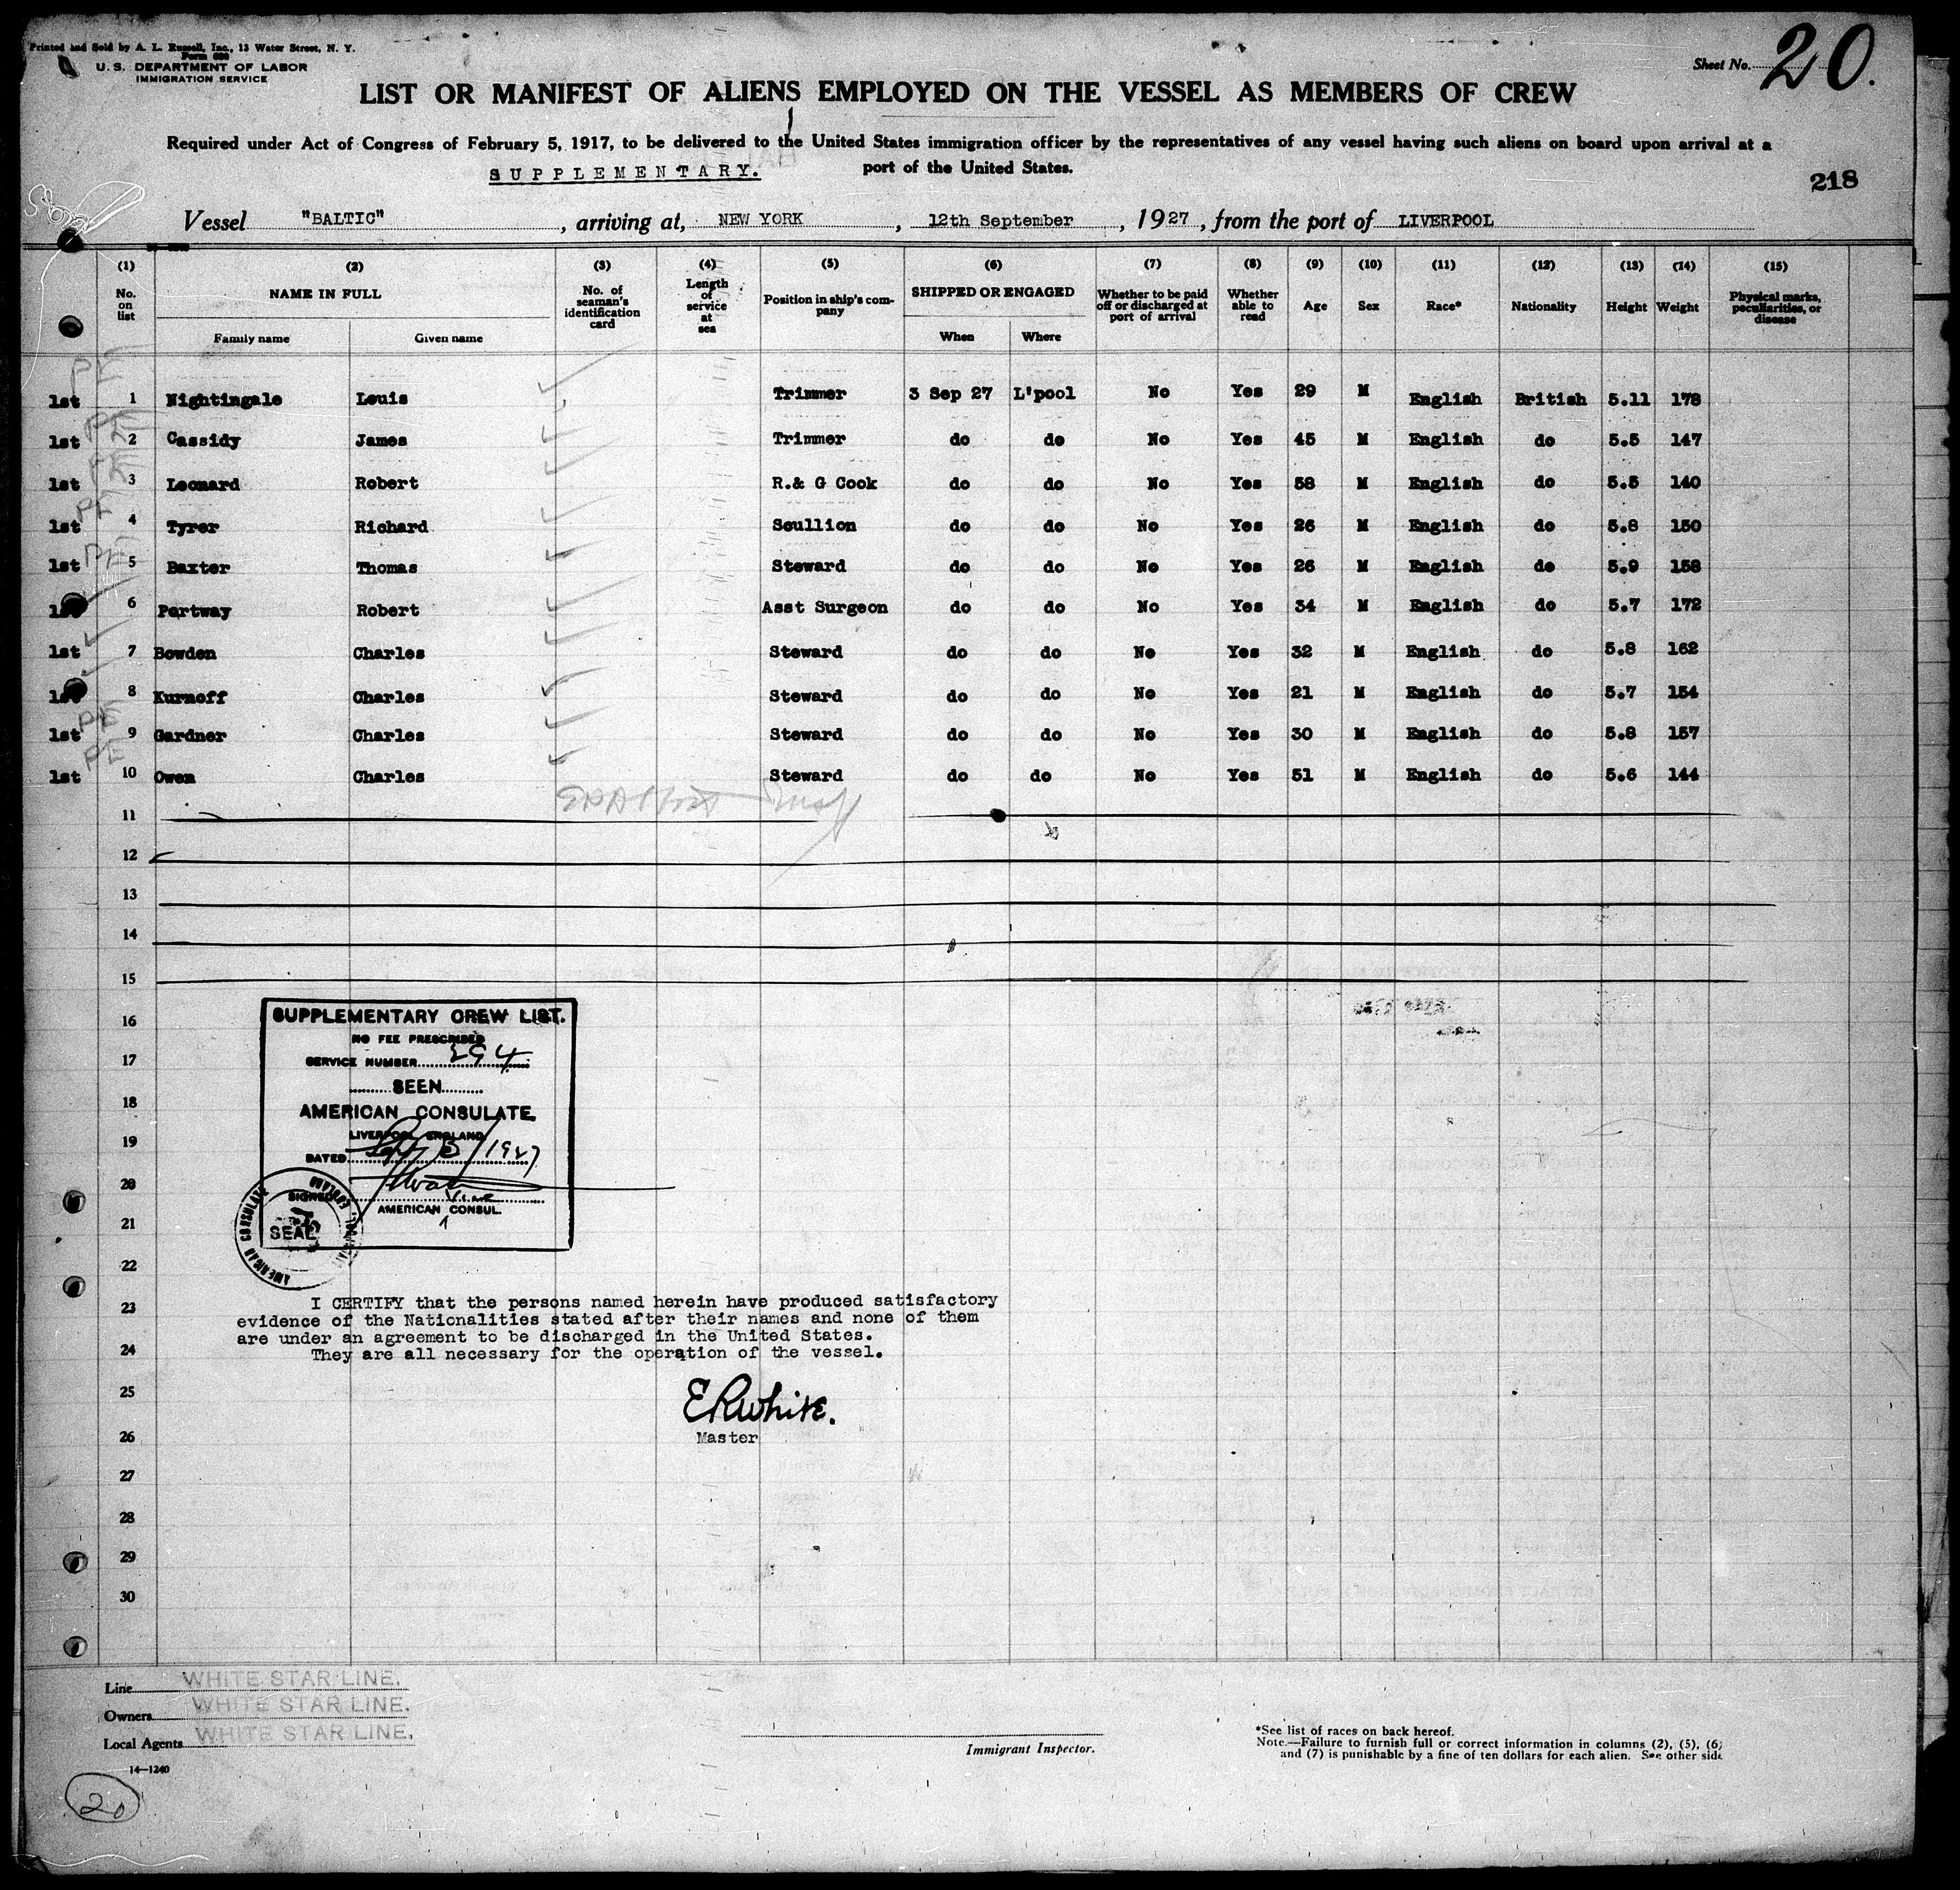 Printed and Sold by A. L. Russell, Inc., 13 Water Street, N. Y.
Form 680
U. S. DEPARTMENT OF LABOR
IMMIGRATION SERVICE
Sheet No. 20.
LIST OR MANIFEST OF ALIENS EMPLOYED ON THE VESSEL AS MEMBERS OF CREW
Required under Act of Congress of February 5, 1917, to be delivered to the United States immigration officer by the representatives of any vessel having such aliens on board upon arrival at a
port of the United States.
SUPPLEMENTARY.
218
Vessel "BALTIC", arriving at, NEW YORK, 12th September, 1927, from the port of LIVERPOOL
(1) (2) (3) (4) (5) (6) (7) (8) (9) (10) (11) (12) (13) (14) (15)
No. on list NAME IN FULL Family name Given name No. of seaman's identification card Length of service at sea Position in ship's company SHIPPED OR ENGAGED When Where Whether to be paid off or discharged at port of arrival Whether able to read Age Sex Race* Nationality Height Weight Physical marks, peculiarities, or disease
1st 1 Nightingale Louis Trimmer 3 Sep 27 L'pool No Yes 29 M English British 5.11 178
1st 2 Cassidy James Trimmer do do No Yes 45 M English do 5.5 147
1st 3 Leonard Robert R.& G Cook do do No Yes 58 M English do 5.5 140
1st 4 Tyrer Richard Scullion do do No Yes 26 M English do 5.8 150
1st 5 Baxter Thomas Steward do do No Yes 26 M English do 5.9 158
1st 6 Portway Robert Asst Surgeon do do No Yes 34 M English do 5.7 172
1st 7 Bowden Charles Steward do do No Yes 32 M English do 5.8 162
1st 8 Kurnoff Charles Steward do do No Yes 21 M English do 5.7 154
PE
1st 9 Gardner Charles Steward do do No Yes 30 M English do 5.8 157
PE
1st 10 Owen Charles Steward do do No Yes 51 M English do 5.6 144
11
12
13
14
15
16
17
18
19
20
21
22
23
24
25
26
27
28
29
30
SUPPLEMENTARY CREW LIST.
NO FEE PRESCRIBED
SERVICE NUMBER 294
SEEN
AMERICAN CONSULATE
LIVERPOOL ENGLAND
DATED Sept 3/1927
SIGNED
Vice
AMERICAN CONSUL.
SEAL
AMERICAN CONSULATE
I CERTIFY that the persons named herein have produced satisfactory
evidence of the Nationalities stated after their names and none of them
are under an agreement to be discharged in the United States.
They are all necessary for the operation of the vessel.
ERWhite.
Master
Line WHITE STAR LINE.
Owners WHITE STAR LINE.
Local Agents WHITE STAR LINE.
14—1240
20
Immigrant Inspector.
*See list of races on back hereof.
Note.—Failure to furnish full or correct information in columns (2), (5), (6)
and (7) is punishable by a fine of ten dollars for each alien. See other side